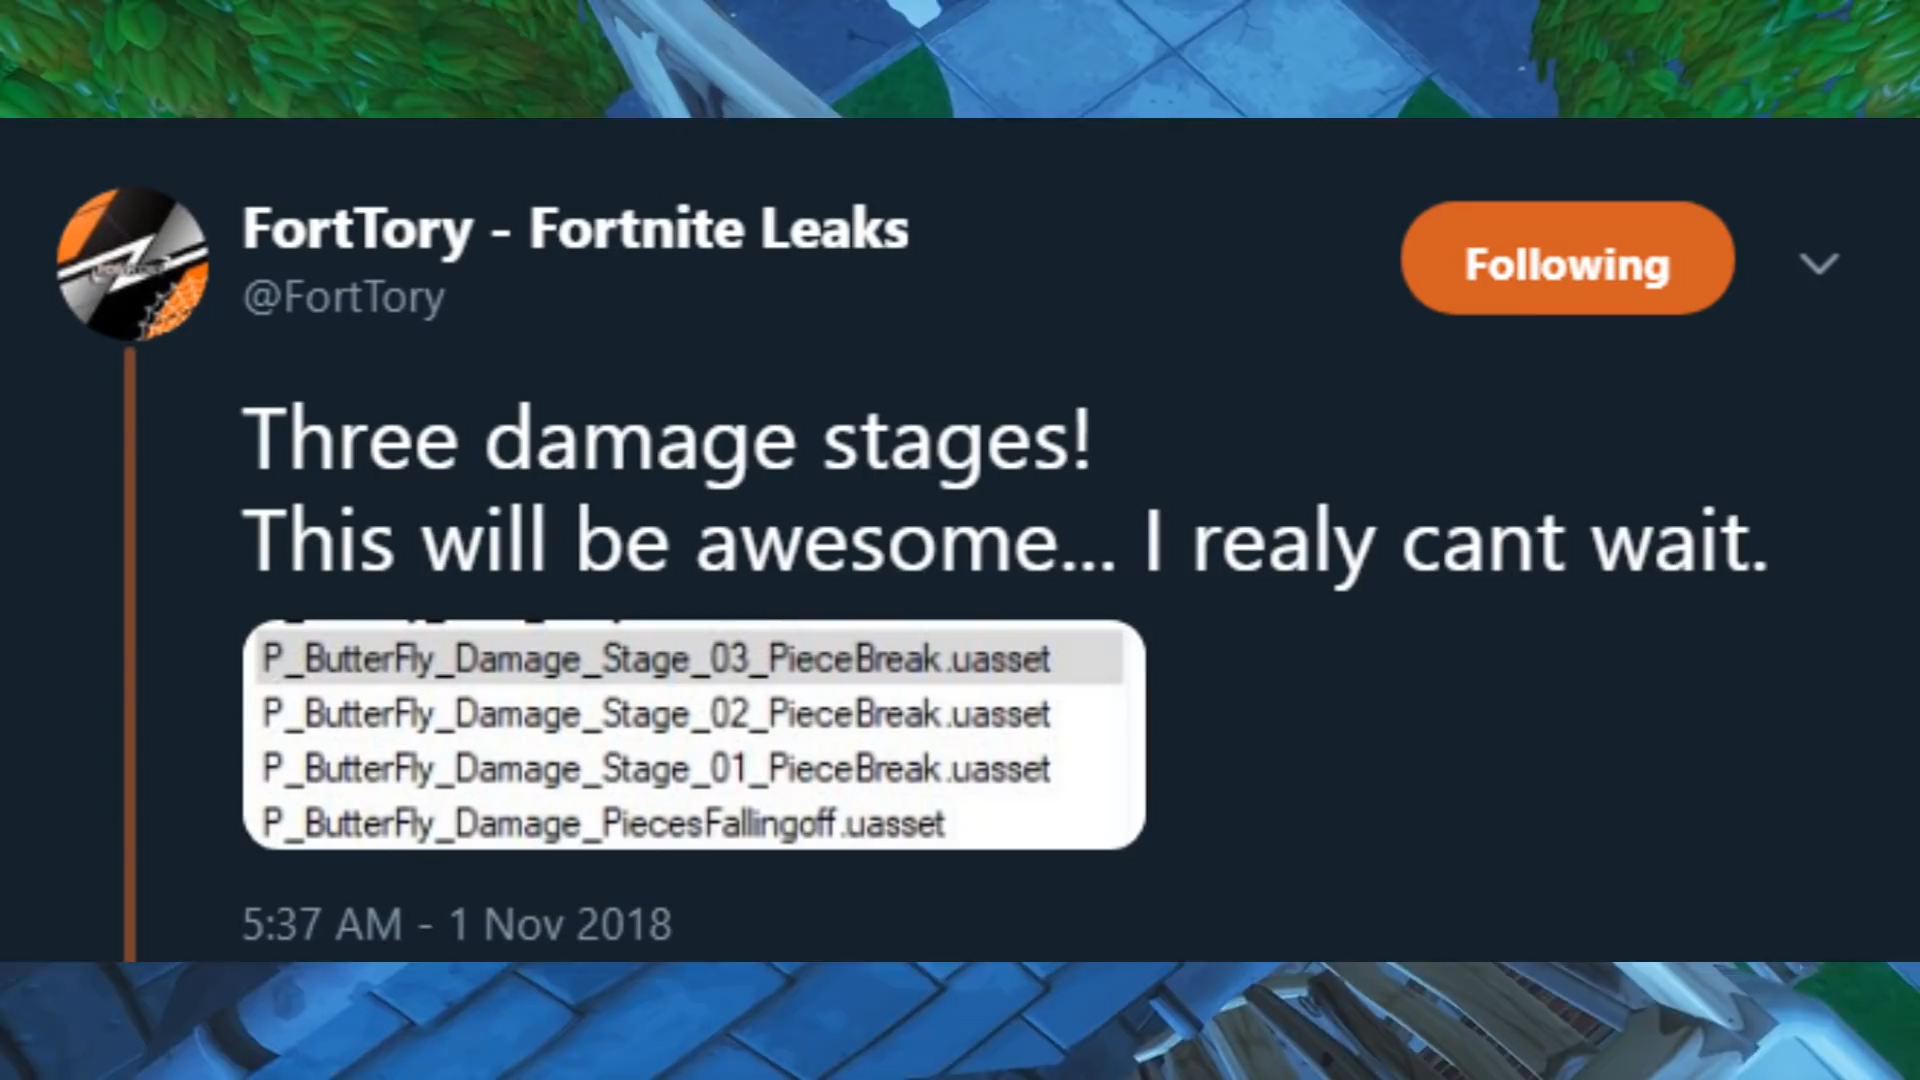 FortTory - Fortnite Leaks
@FortTory
Following
Three damage stages!
This will be awesome... I realy cant wait.
P_ButterFly_Damage_Stage_03_PieceBreak.uasset
P_ButterFly_Damage_Stage_02_PieceBreak.uasset
P_ButterFly_Damage_Stage_01_PieceBreak.uasset
P_ButterFly_Damage_PiecesFallingoff.uasset
5:37 AM - 1 Nov 2018